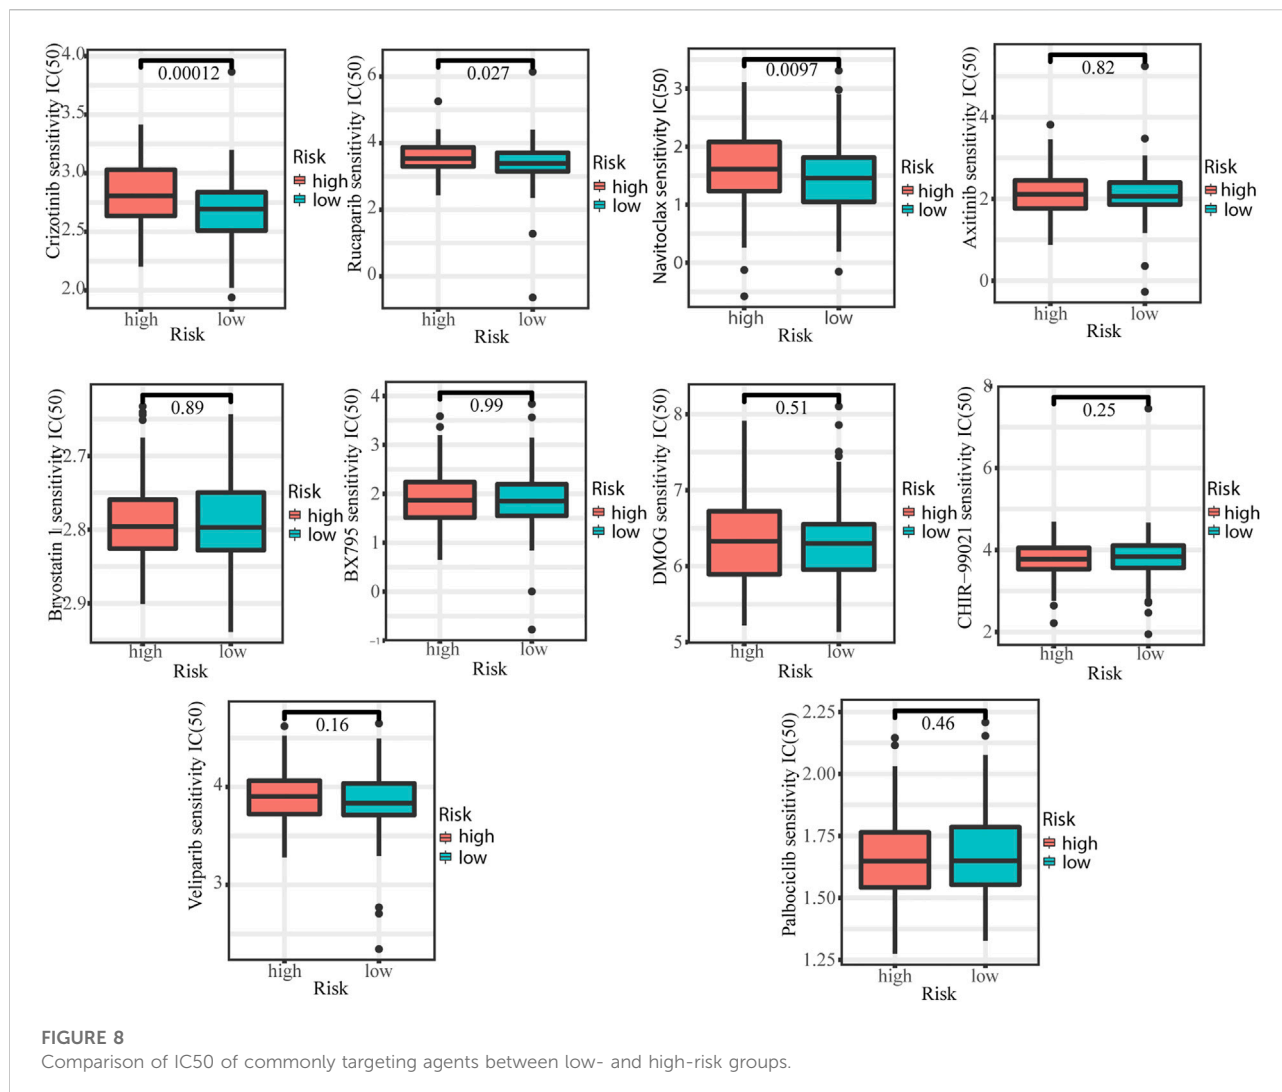 Crizotinib sensitivity IC(50)
4.0
3.5
3.0
2.5
2.0
0.00012
high
low
Risk
Risk
high
low
Rucaparib sensitivity IC(50)
6
4
2
0
0.027
high
low
Risk
Risk
high
low
Navitoclax sensitivity IC(50)
3
2
1
0
0.0097
high
low
Risk
Risk
high
low
Axitinib sensitivity IC(50)
4
2
0
0.82
high
low
Risk
Risk
high
low
Bryostatin 1 sensitivity IC(50)
2.7
2.8
2.9
0.89
high
low
Risk
Risk
high
low
BX795 sensitivity IC(50)
4
3
2
1
0
−1
0.99
high
low
Risk
Risk
high
low
DMOG sensitivity IC(50)
8
7
6
5
0.51
high
low
Risk
Risk
high
low
CHIR−99021 sensitivity IC(50)
8
6
4
2
0.25
high
low
Risk
Risk
high
low
Veliparib sensitivity IC(50)
4
3
0.16
high
low
Risk
Risk
high
low
Palbociclib sensitivity IC(50)
2.25
2.00
1.75
1.50
1.25
0.46
high
low
Risk
Risk
high
low
FIGURE 8
Comparison of IC50 of commonly targeting agents between low- and high-risk groups.